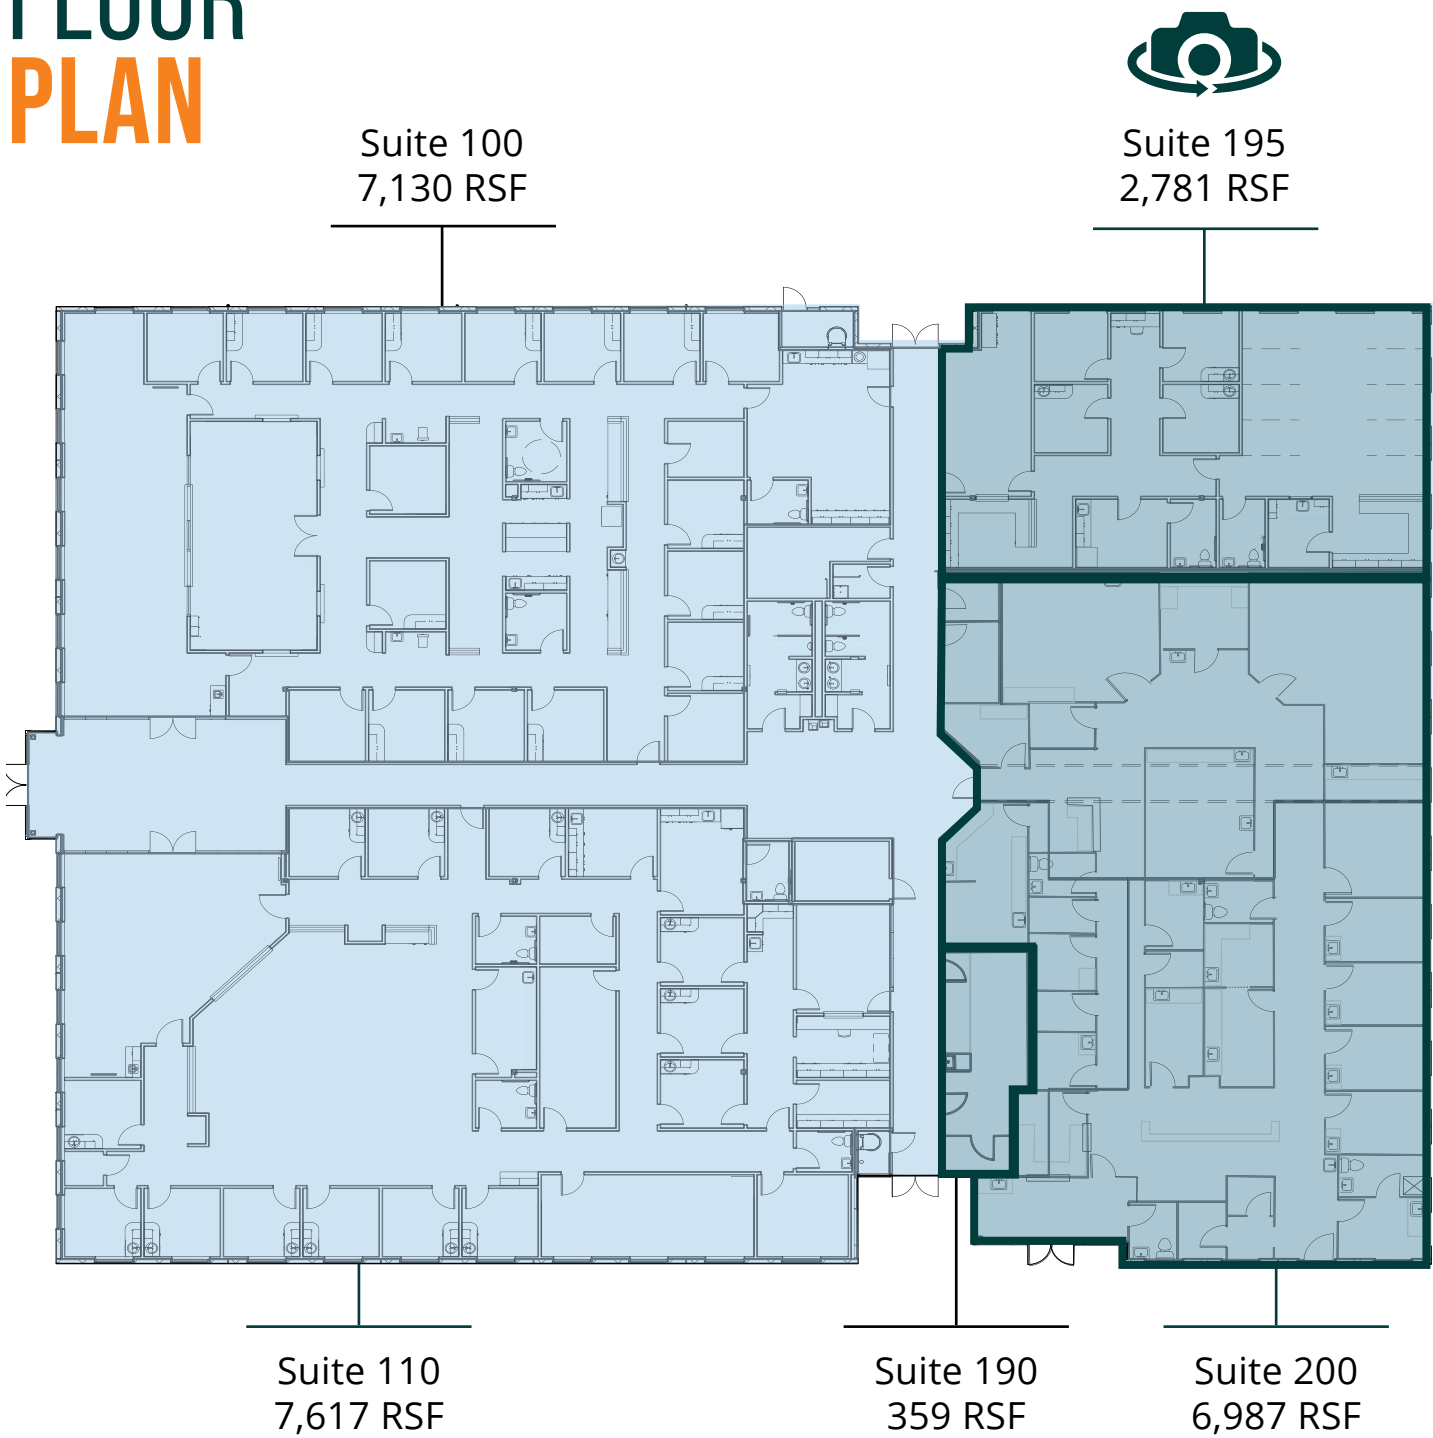 FLOOR
PLAN
Suite 100
7,130 RSF
Suite 195
2,781 RSF
Suite 110
7,617 RSF
Suite 190
359 RSF
Suite 200
6,987 RSF